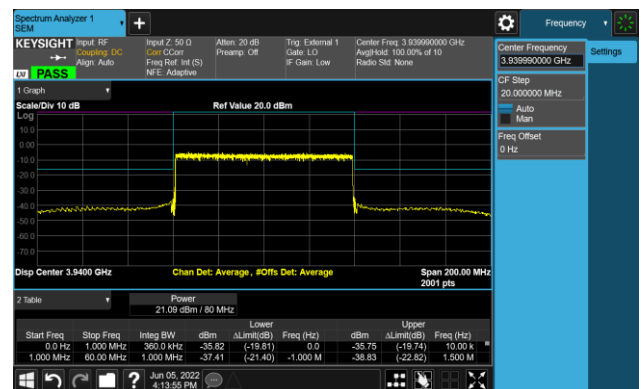 Spectrum Analyzer 1
SEM
Frequency
KEYSIGHT
Input: RF
Coupling: DC
Align: Auto
Input Z: 50 Ω
Corr CCorr
Freq Ref: Int (S)
NFE: Adaptive
Atten: 20 dB
Preamp: Off
Trig: External 1
Gate: LO
IF Gain: Low
Center Freq: 3.939990000 GHz
Avg|Hold: 100.00% of 10
Radio Std: None
LXI PASS
Center Frequency
3.939990000 GHz
Settings
CF Step
20.000000 MHz
Auto
Man
Freq Offset
0 Hz
1 Graph
Scale/Div 10 dB
Ref Value 20.0 dBm
Log
10.0
0.00
-10.0
-20.0
-30.0
-40.0
-50.0
-60.0
-70.0
Disp Center 3.9400 GHz
Chan Det: Average , #Offs Det: Average
Span 200.00 MHz
2001 pts
2 Table
Power
21.09 dBm / 80 MHz
Lower Upper
Start Freq Stop Freq Integ BW dBm ΔLimit(dB) Freq (Hz) dBm ΔLimit(dB) Freq (Hz)
0.0 Hz 1.000 MHz 360.0 kHz -35.82 (-19.81) 0.0 -35.75 (-19.74) 10.00 k
1.000 MHz 60.00 MHz 1.000 MHz -37.41 (-21.40) -1.000 M -38.83 (-22.82) 1.500 M
Jun 05, 2022
4:13:55 PM